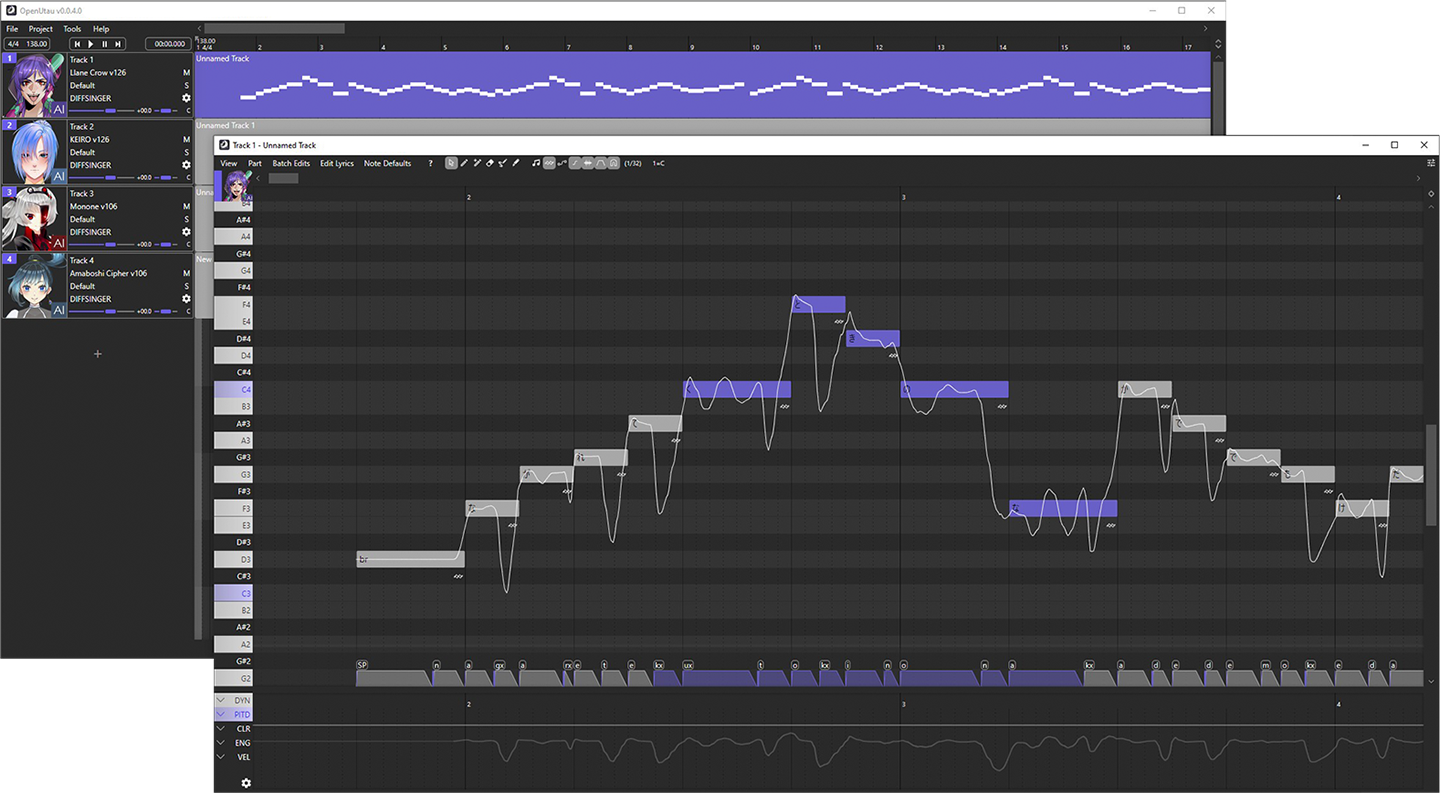 OpenUtau v0.0.4.0
File Project Tools Help
4/4 138.00
00:00.000
138.00
1 4/4 2 3 4 5 6 7 8 9 10 11 12 13 14 15 16 17
1
Track 1
Llane Crow v126 M
Default S
DIFFSINGER
AI +00.0 C
Unnamed Track
2
Track 2
KEIRO v126 M
Default S
DIFFSINGER
AI +00.0 C
Unnamed Track 1
3
Track 3
Monone v106 M
Default S
DIFFSINGER
AI +00.0 C
Unna
4
Track 4
Amaboshi Cipher v106 M
Default S
DIFFSINGER
AI +00.0 C
New
+
Track 1 - Unnamed Track
View Part Batch Edits Edit Lyrics Note Defaults ? (1/32) 1=C
2 3 4
B4
A#4
A4
G#4
G4
F#4
F4
E4
D#4
D4
C#4
C4
B3
A#3
A3
G#3
G3
F#3
F3
E3
D#3
D3
br
C#3
C3
B2
A#2
A2
G#2
G2
SP n a gx a rx e t e kx ux t o kx i n o n a kx a d e d e m o kx e d a
DYN
PITD
2 3 4
CLR
ENG
VEL